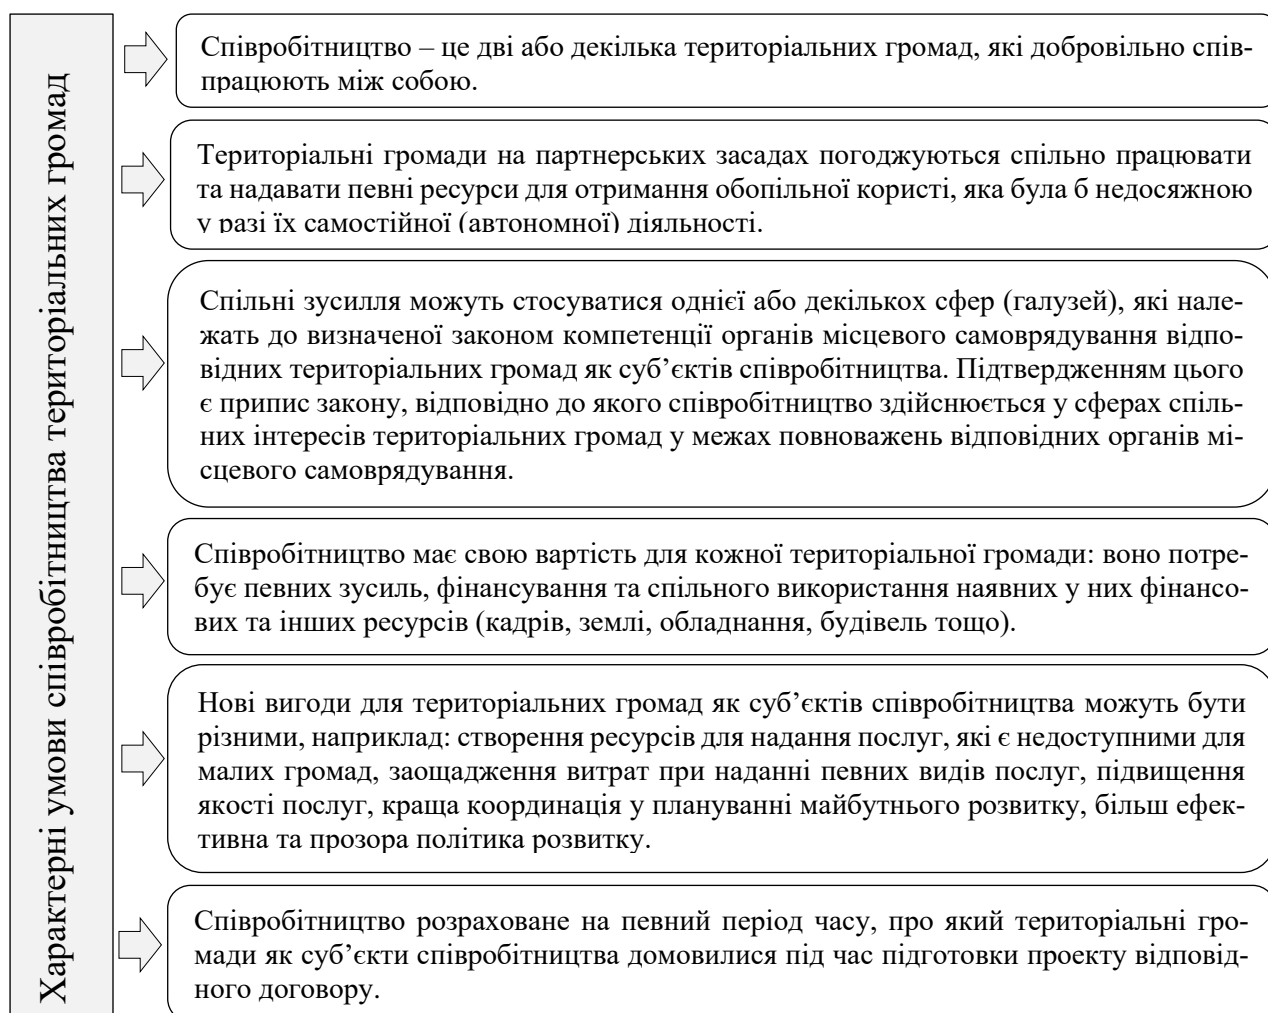 Характерні умови співробітництва територіальних громад
Співробітництво – це дві або декілька територіальних громад, які добровільно спів-
працюють між собою.
Територіальні громади на партнерських засадах погоджуються спільно працювати
та надавати певні ресурси для отримання обопільної користі, яка була б недосяжною
у разі їх самостійної (автономної) діяльності.
Спільні зусилля можуть стосуватися однієї або декількох сфер (галузей), які нале-
жать до визначеної законом компетенції органів місцевого самоврядування відпо-
відних територіальних громад як суб’єктів співробітництва. Підтвердженням цього
є припис закону, відповідно до якого співробітництво здійснюється у сферах спіль-
них інтересів територіальних громад у межах повноважень відповідних органів мі-
сцевого самоврядування.
Співробітництво має свою вартість для кожної територіальної громади: воно потре-
бує певних зусиль, фінансування та спільного використання наявних у них фінансо-
вих та інших ресурсів (кадрів, землі, обладнання, будівель тощо).
Нові вигоди для територіальних громад як суб’єктів співробітництва можуть бути
різними, наприклад: створення ресурсів для надання послуг, які є недоступними для
малих громад, заощадження витрат при наданні певних видів послуг, підвищення
якості послуг, краща координація у плануванні майбутнього розвитку, більш ефек-
тивна та прозора політика розвитку.
Співробітництво розраховане на певний період часу, про який територіальні гро-
мади як суб’єкти співробітництва домовилися під час підготовки проекту відповід-
ного договору.